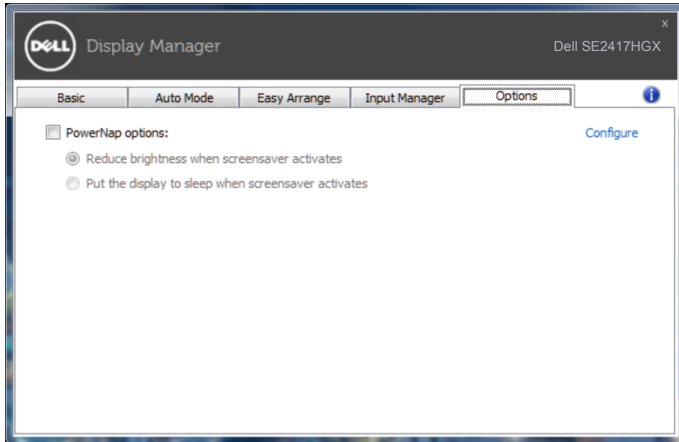 DELL Display Manager
x
Dell SE2417HGX
Basic Auto Mode Easy Arrange Input Manager Options i
PowerNap options: Configure
Reduce brightness when screensaver activates
Put the display to sleep when screensaver activates